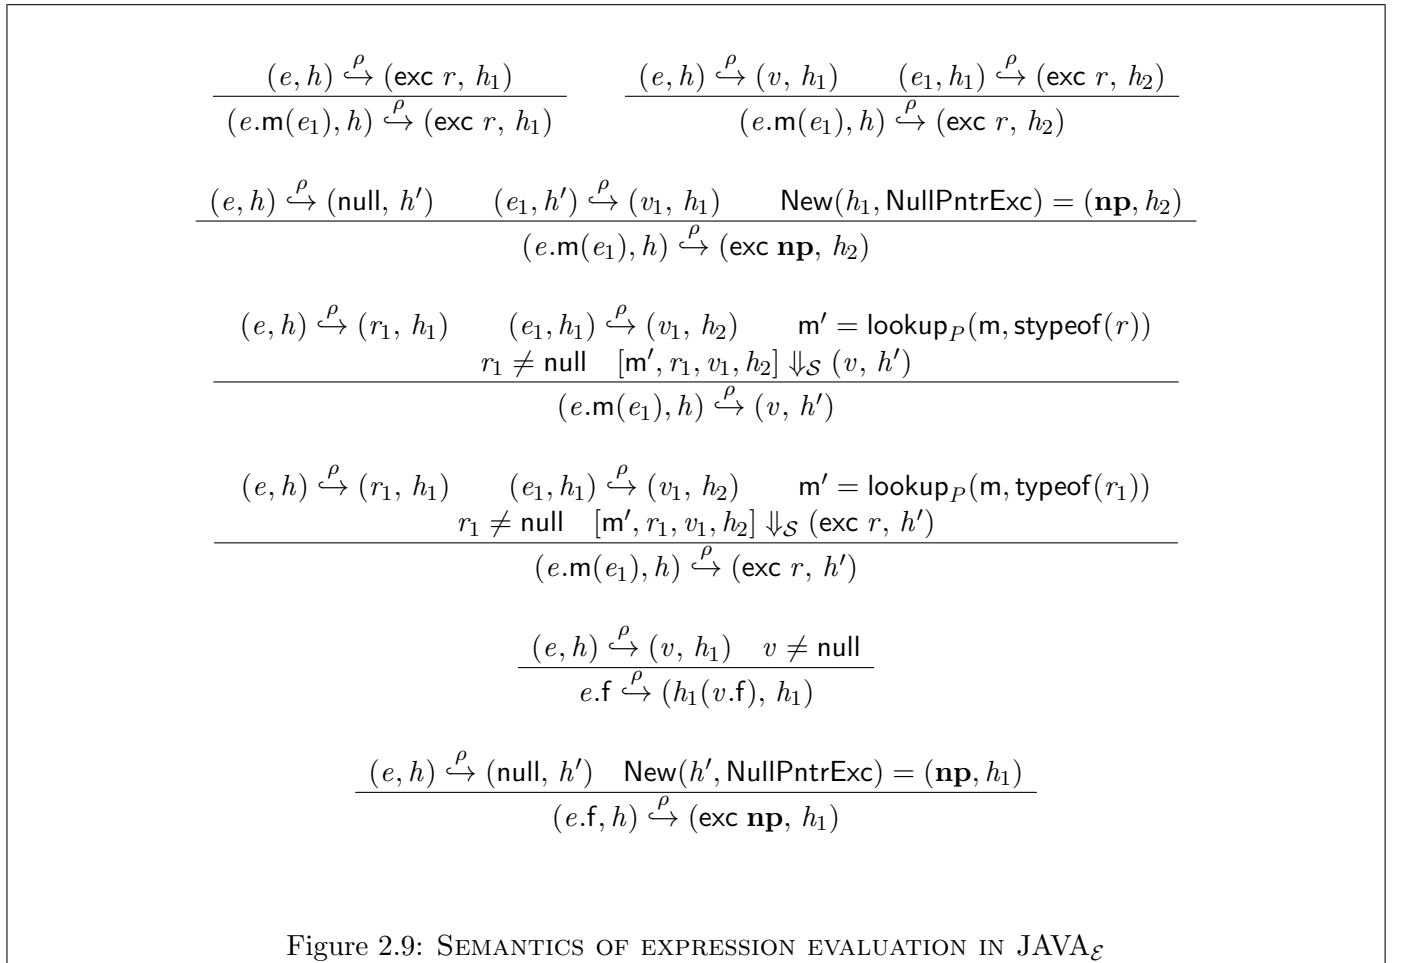 (e, h) ↪^ρ (exc r, h₁)    (e, h) ↪^ρ (v, h₁)    (e₁, h₁) ↪^ρ (exc r, h₂)
(e.m(e₁), h) ↪^ρ (exc r, h₁)    (e.m(e₁), h) ↪^ρ (exc r, h₂)
(e, h) ↪^ρ (null, h′)    (e₁, h′) ↪^ρ (v₁, h₁)    New(h₁, NullPntrExc) = (np, h₂)
(e.m(e₁), h) ↪^ρ (exc np, h₂)
(e, h) ↪^ρ (r₁, h₁)    (e₁, h₁) ↪^ρ (v₁, h₂)    m′ = lookup_P(m, stypeof(r))
r₁ ≠ null    [m′, r₁, v₁, h₂] ⇓_S (v, h′)
(e.m(e₁), h) ↪^ρ (v, h′)
(e, h) ↪^ρ (r₁, h₁)    (e₁, h₁) ↪^ρ (v₁, h₂)    m′ = lookup_P(m, typeof(r₁))
r₁ ≠ null    [m′, r₁, v₁, h₂] ⇓_S (exc r, h′)
(e.m(e₁), h) ↪^ρ (exc r, h′)
(e, h) ↪^ρ (v, h₁)    v ≠ null
e.f ↪^ρ (h₁(v.f), h₁)
(e, h) ↪^ρ (null, h′)    New(h′, NullPntrExc) = (np, h₁)
(e.f, h) ↪^ρ (exc np, h₁)
Figure 2.9: Semantics of expression evaluation in JAVA_ℰ